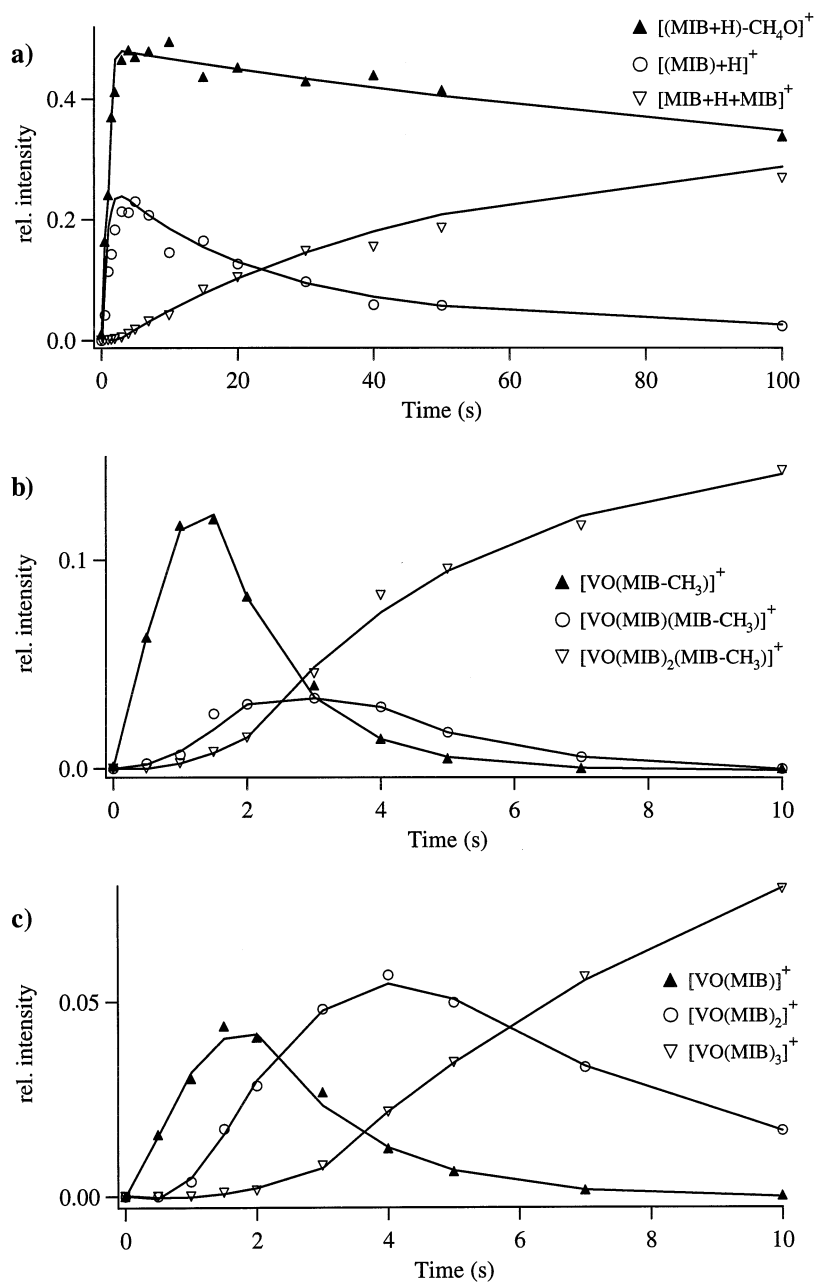 a)
▲ [(MIB+H)-CH₄O]⁺
○ [(MIB)+H]⁺
▽ [MIB+H+MIB]⁺
rel. intensity
0.4
0.2
0.0
0 20 40 60 80 100
Time (s)
b)
▲ [VO(MIB-CH₃)]⁺
○ [VO(MIB)(MIB-CH₃)]⁺
▽ [VO(MIB)₂(MIB-CH₃)]⁺
rel. intensity
0.1
0.0
0 2 4 6 8 10
Time (s)
c)
▲ [VO(MIB)]⁺
○ [VO(MIB)₂]⁺
▽ [VO(MIB)₃]⁺
rel. intensity
0.05
0.00
0 2 4 6 8 10
Time (s)